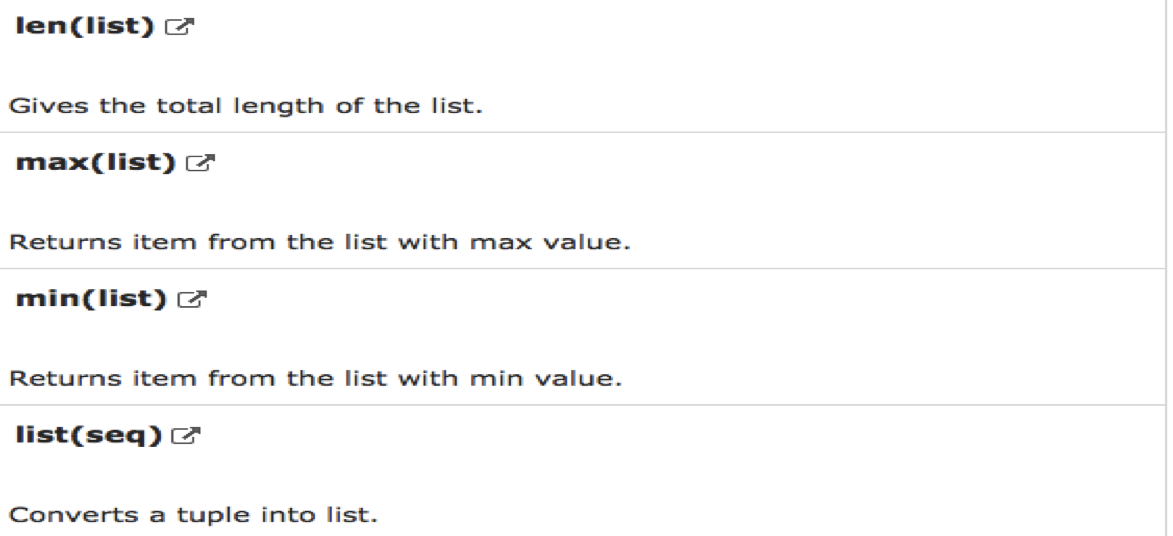 len(list)
Gives the total length of the list.
max(list)
Returns item from the list with max value.
min(list)
Returns item from the list with min value.
list(seq)
Converts a tuple into list.